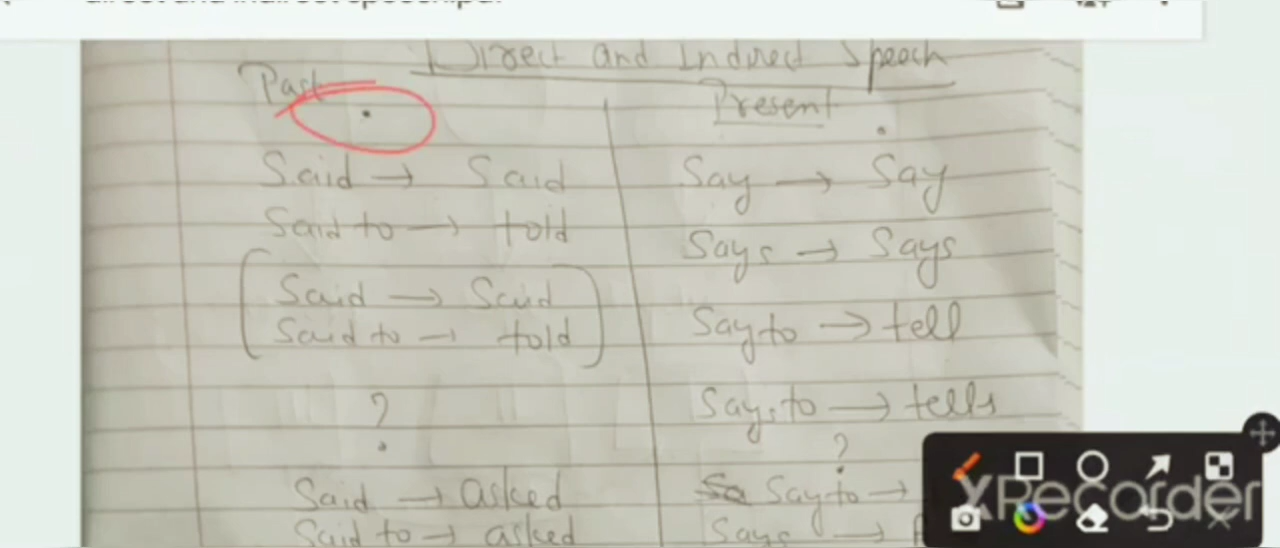 Direct and Indirect Speech
Past
Present
.
.
Said → Said
Said to → told
(Said → Said
Said to → told)
?
.
Said → asked
Said to → asked
Say → Say
Says → Says
Say to → tell
Says to → tells
?
Say to →
Says →
XRecorder